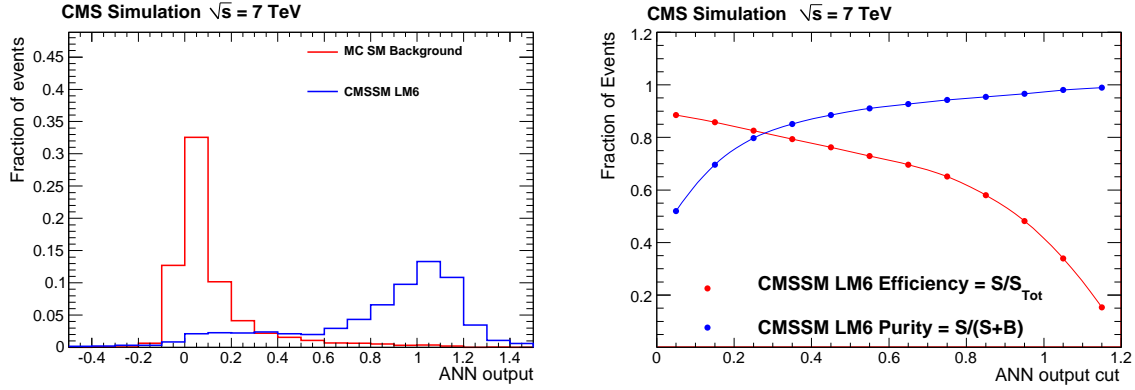 CMS Simulation √s = 7 TeV
Fraction of events
0.45
0.4
0.35
0.3
0.25
0.2
0.15
0.1
0.05
0
MC SM Background
CMSSM LM6
-0.4 -0.2 0 0.2 0.4 0.6 0.8 1.0 1.2 1.4
ANN output
CMS Simulation √s = 7 TeV
Fraction of Events
1.2
1
0.8
0.6
0.4
0.2
CMSSM LM6 Efficiency = S/S_Tot
CMSSM LM6 Purity = S/(S+B)
0 0.2 0.4 0.6 0.8 1 1.2
ANN output cut